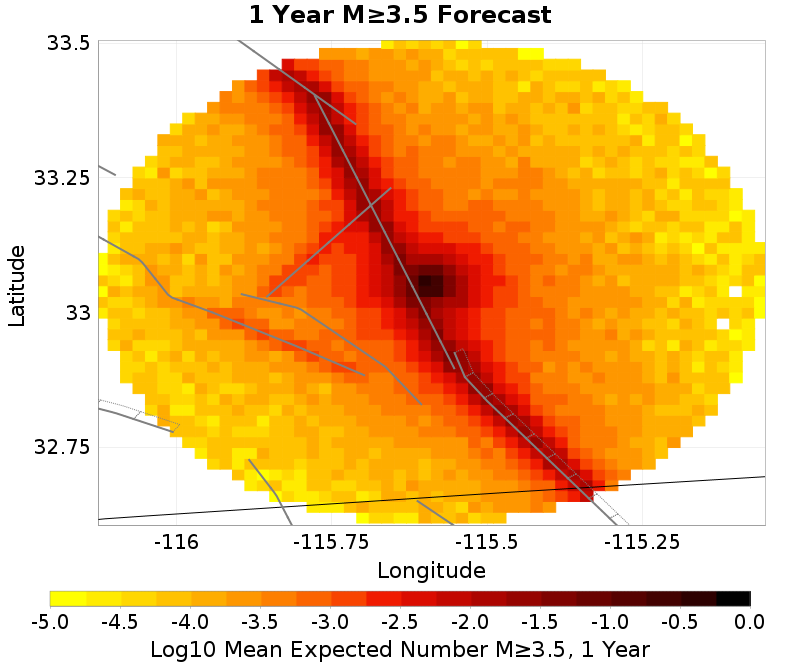 1 Year M≥3.5 Forecast
33.5
33.25
33
32.75
Latitude
-116 -115.75 -115.5 -115.25
Longitude
-5.0 -4.5 -4.0 -3.5 -3.0 -2.5 -2.0 -1.5 -1.0 -0.5 0.0
Log10 Mean Expected Number M≥3.5, 1 Year